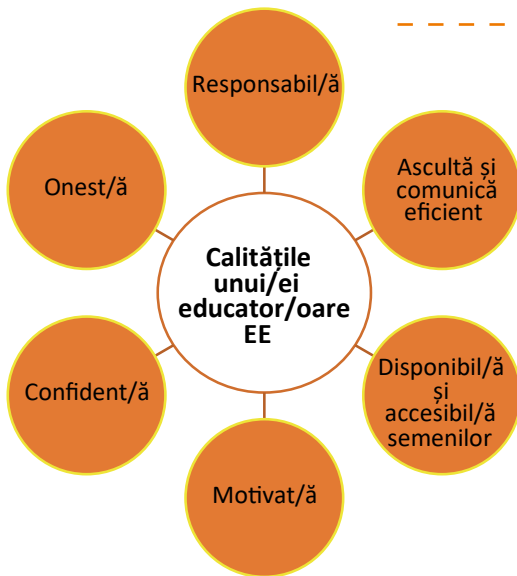 Responsabil/ă
Ascultă și
comunică
eficient
Disponibil/ă
și
accesibil/ă
semenilor
Motivat/ă
Confident/ă
Onest/ă
Calitățile
unui/ei
educator/oare
EE